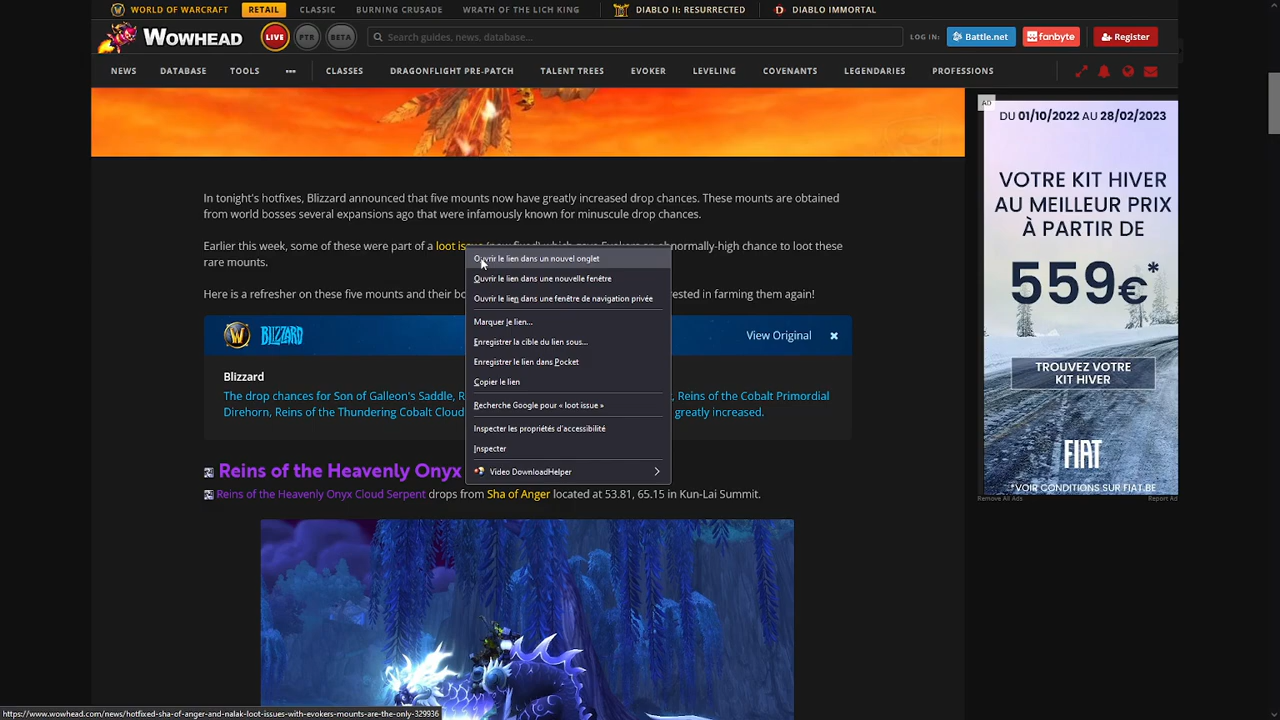 WORLD OF WARCRAFT RETAIL CLASSIC BURNING CRUSADE WRATH OF THE LICH KING DIABLO II: RESURRECTED DIABLO IMMORTAL
WOWHEAD LIVE PTR BETA Search guides, news, database... LOG IN: Battle.net fanbyte Register
NEWS DATABASE TOOLS ••• CLASSES DRAGONFLIGHT PRE-PATCH TALENT TREES EVOKER LEVELING COVENANTS LEGENDARIES PROFESSIONS
In tonight's hotfixes, Blizzard announced that five mounts now have greatly increased drop chances. These mounts are obtained
from world bosses several expansions ago that were infamously known for minuscule drop chances.
Earlier this week, some of these were part of a loot issue (now fixed) which gave Evokers an abnormally-high chance to loot these
rare mounts.
Here is a refresher on these five mounts and their bo
rested in farming them again!
Ouvrir le lien dans un nouvel onglet
Ouvrir le lien dans une nouvelle fenêtre
Ouvrir le lien dans une fenêtre de navigation privée
Marquer le lien...
Enregistrer la cible du lien sous...
Enregistrer le lien dans Pocket
Copier le lien
Recherche Google pour « loot issue »
Inspecter les propriétés d'accessibilité
Inspecter
Video DownloadHelper
BLIZZARD
View Original ×
Blizzard
The drop chances for Son of Galleon's Saddle, R
, Reins of the Cobalt Primordial
Direhorn, Reins of the Thundering Cobalt Cloud
greatly increased.
Reins of the Heavenly Onyx
Reins of the Heavenly Onyx Cloud Serpent drops from Sha of Anger located at 53.81, 65.15 in Kun-Lai Summit.
AD
DU 01/10/2022 AU 28/02/2023
VOTRE KIT HIVER
AU MEILLEUR PRIX
À PARTIR DE
559€*
TROUVEZ VOTRE
KIT HIVER
FIAT
*VOIR CONDITIONS SUR FIAT.BE
Remove All Ads Report Ad
https://www.wowhead.com/news/hotfixed-sha-of-anger-and-nalak-loot-issues-with-evokers-mounts-are-the-only-329936